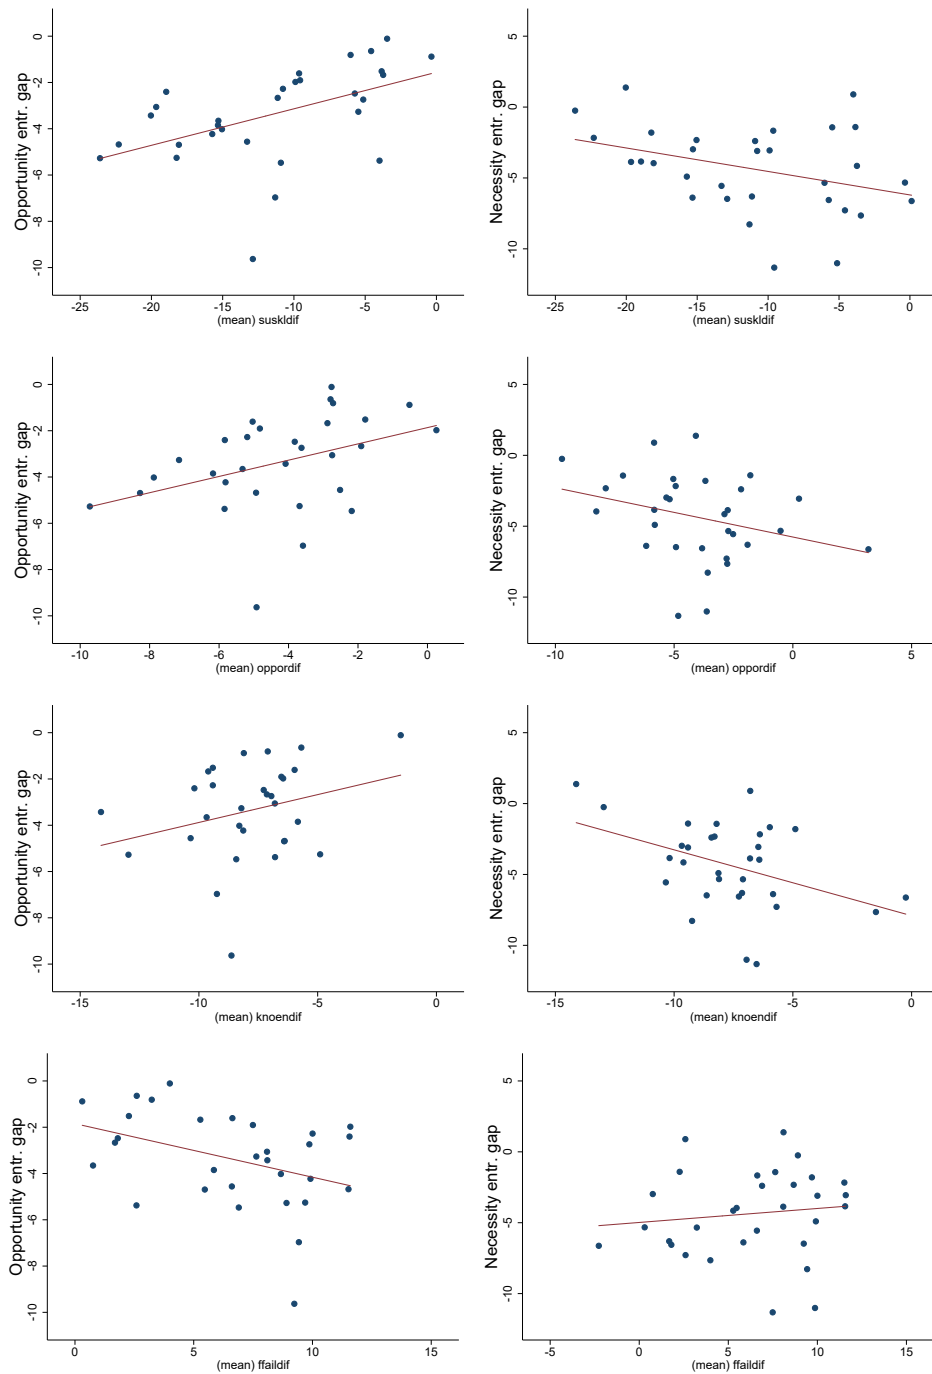 Opportunity entr. gap
0
-2
-4
-6
-8
-10
-25 -20 -15 -10 -5 0
(mean) suskldif
Necessity entr. gap
5
0
-5
-10
-25 -20 -15 -10 -5 0
(mean) suskldif
Opportunity entr. gap
0
-2
-4
-6
-8
-10
-10 -8 -6 -4 -2 0
(mean) oppordif
Necessity entr. gap
5
0
-5
-10
-10 -5 0 5
(mean) oppordif
Opportunity entr. gap
0
-2
-4
-6
-8
-10
-15 -10 -5 0
(mean) knoendif
Necessity entr. gap
5
0
-5
-10
-15 -10 -5 0
(mean) knoendif
Opportunity entr. gap
0
-2
-4
-6
-8
-10
0 5 10 15
(mean) ffaildif
Necessity entr. gap
5
0
-5
-10
-5 0 5 10 15
(mean) ffaildif